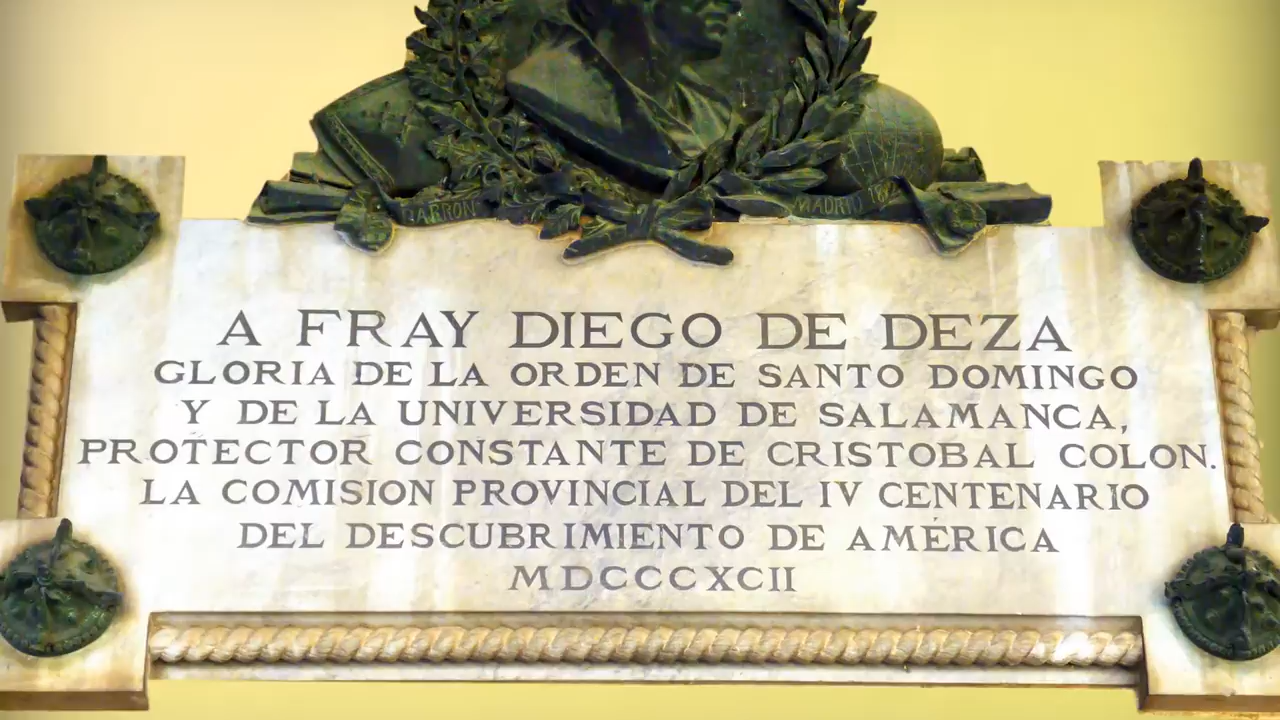 BARRON MADRID 18
A FRAY DIEGO DE DEZA
GLORIA DE LA ORDEN DE SANTO DOMINGO
Y DE LA UNIVERSIDAD DE SALAMANCA,
PROTECTOR CONSTANTE DE CRISTOBAL COLON.
LA COMISION PROVINCIAL DEL IV CENTENARIO
DEL DESCUBRIMIENTO DE AMÉRICA
MDCCCXCII